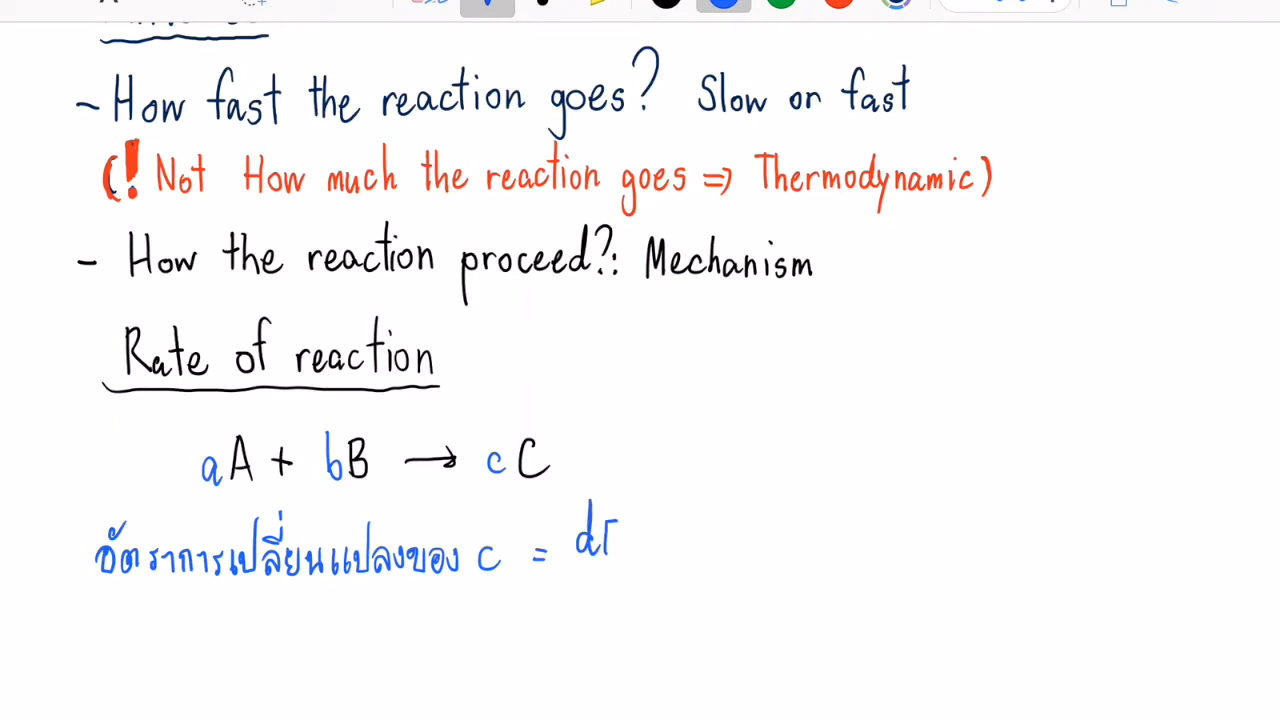 ~ How fast the reaction goes? Slow or fast
(! Not How much the reaction goes ⇒ Thermodynamic)
- How the reaction proceed?: Mechanism
Rate of reaction
aA + bB → cC
อัตราการเปลี่ยนแปลงของ C = d[